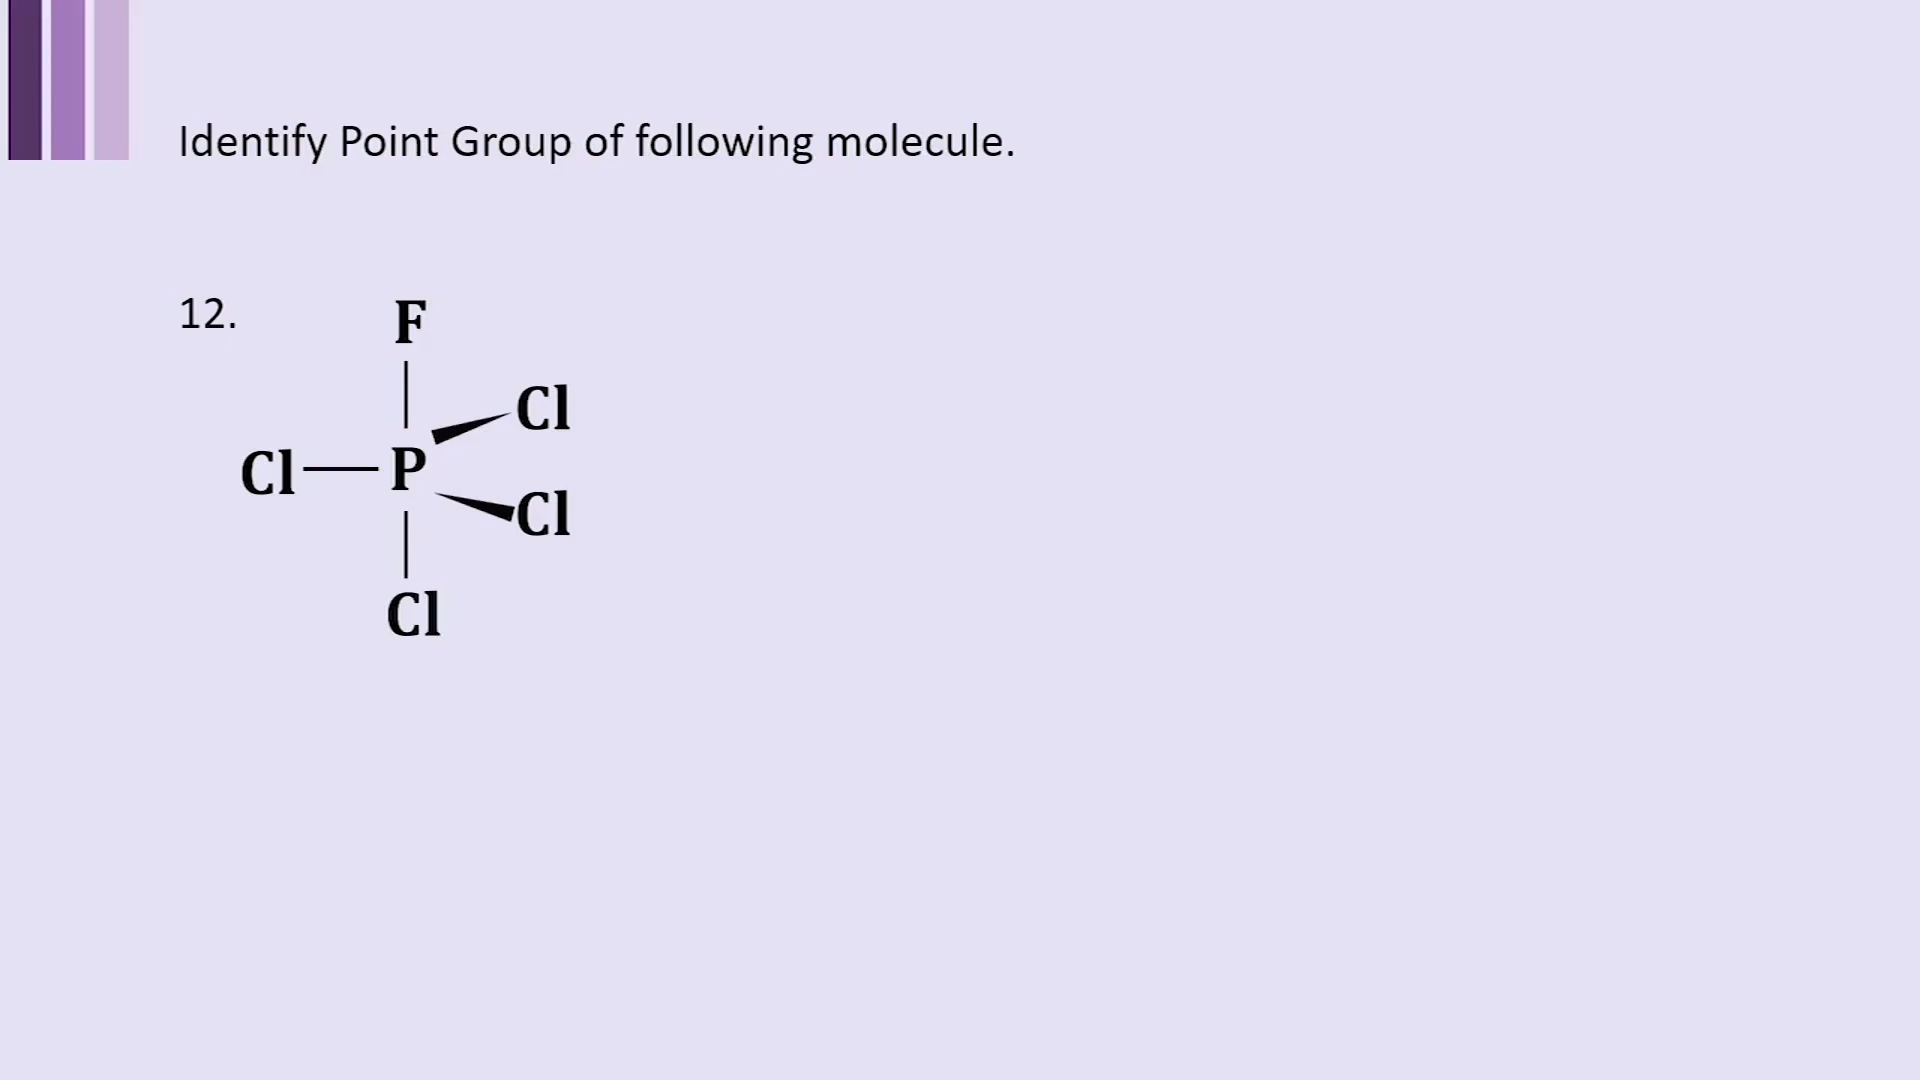 Identify Point Group of following molecule.
12.
F
Cl
Cl
P
Cl
Cl